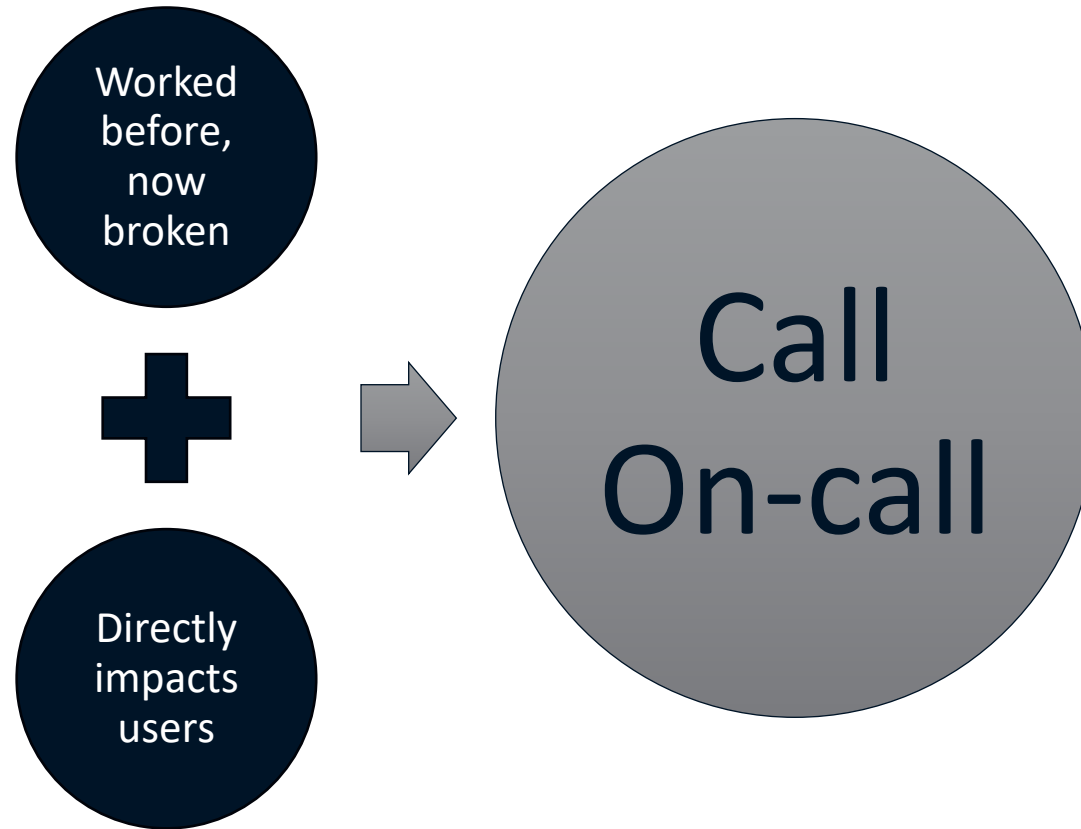 Worked
before,
now
broken
Directly
impacts
users
Call
On-call